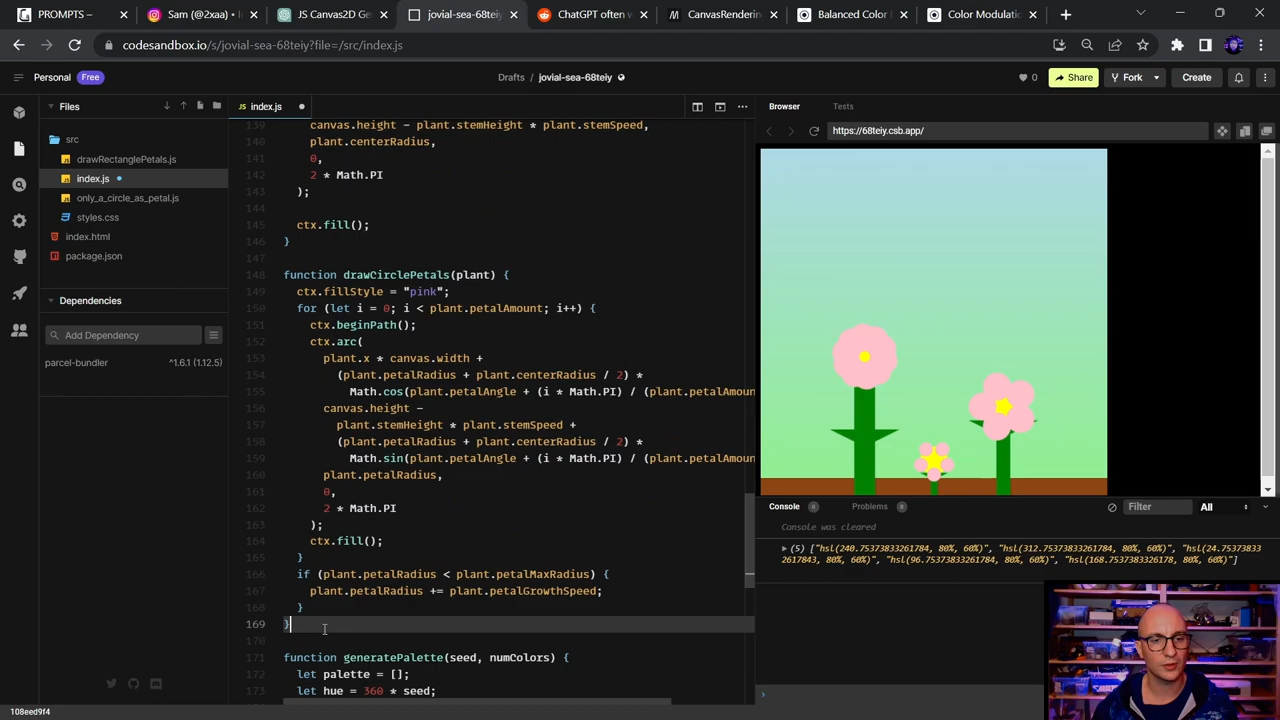 PROMPTS –
Sam (@2xaa) • I
JS Canvas2D Ge
jovial-sea-68teiy
ChatGPT often
CanvasRendering
Balanced Color
Color Modulatio
codesandbox.io/s/jovial-sea-68teiy?file=/src/index.js
Personal Free
Drafts / jovial-sea-68teiy
0
Share
Fork
Create
Files
index.js
Browser
Tests
https://68teiy.csb.app/
src
drawRectanglePetals.js
index.js
only_a_circle_as_petal.js
styles.css
index.html
package.json
Dependencies
Add Dependency
parcel-bundler ^1.6.1 (1.12.5)
139 canvas.height - plant.stemHeight * plant.stemSpeed,
140 plant.centerRadius,
141 0,
142 2 * Math.PI
143 );
144
145 ctx.fill();
146 }
147
148 function drawCirclePetals(plant) {
149 ctx.fillStyle = "pink";
150 for (let i = 0; i < plant.petalAmount; i++) {
151 ctx.beginPath();
152 ctx.arc(
153 plant.x * canvas.width +
154 (plant.petalRadius + plant.centerRadius / 2) *
155 Math.cos(plant.petalAngle + (i * Math.PI) / (plant.petalAmoun
156 canvas.height -
157 plant.stemHeight * plant.stemSpeed +
158 (plant.petalRadius + plant.centerRadius / 2) *
159 Math.sin(plant.petalAngle + (i * Math.PI) / (plant.petalAmoun
160 plant.petalRadius,
161 0,
162 2 * Math.PI
163 );
164 ctx.fill();
165 }
166 if (plant.petalRadius < plant.petalMaxRadius) {
167 plant.petalRadius += plant.petalGrowthSpeed;
168 }
169 }
170
171 function generatePalette(seed, numColors) {
172 let palette = [];
173 let hue = 360 * seed;
Console
Problems
Filter
All
Console was cleared
(5) ["hsl(240.75373833261784, 80%, 60%)", "hsl(312.75373833261784, 80%, 60%)", "hsl(24.7537383
3261784, 80%, 60%)", "hsl(96.75373833261784, 80%, 60%)", "hsl(168.753738
80%, 60%)"]
108eed9f4